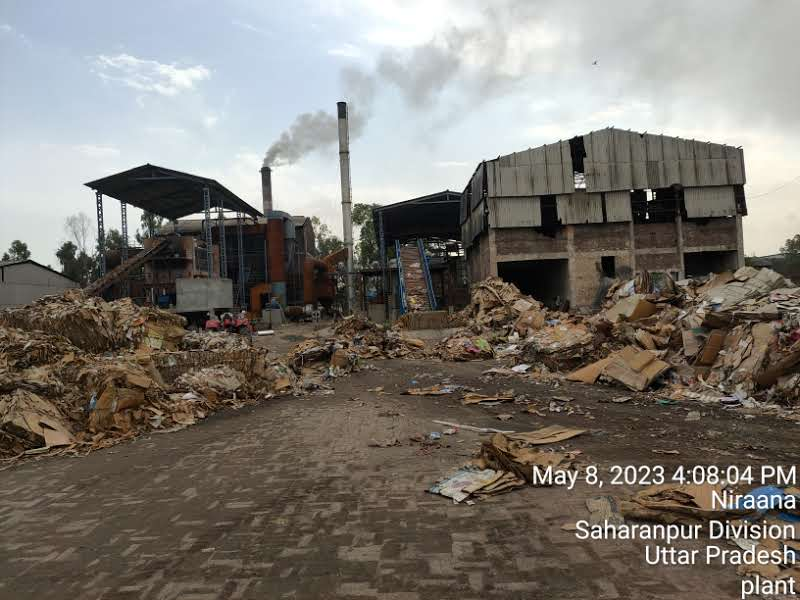 May 8, 2023 4:08:04 PM
Niraana
Saharanpur Division
Uttar Pradesh
plant